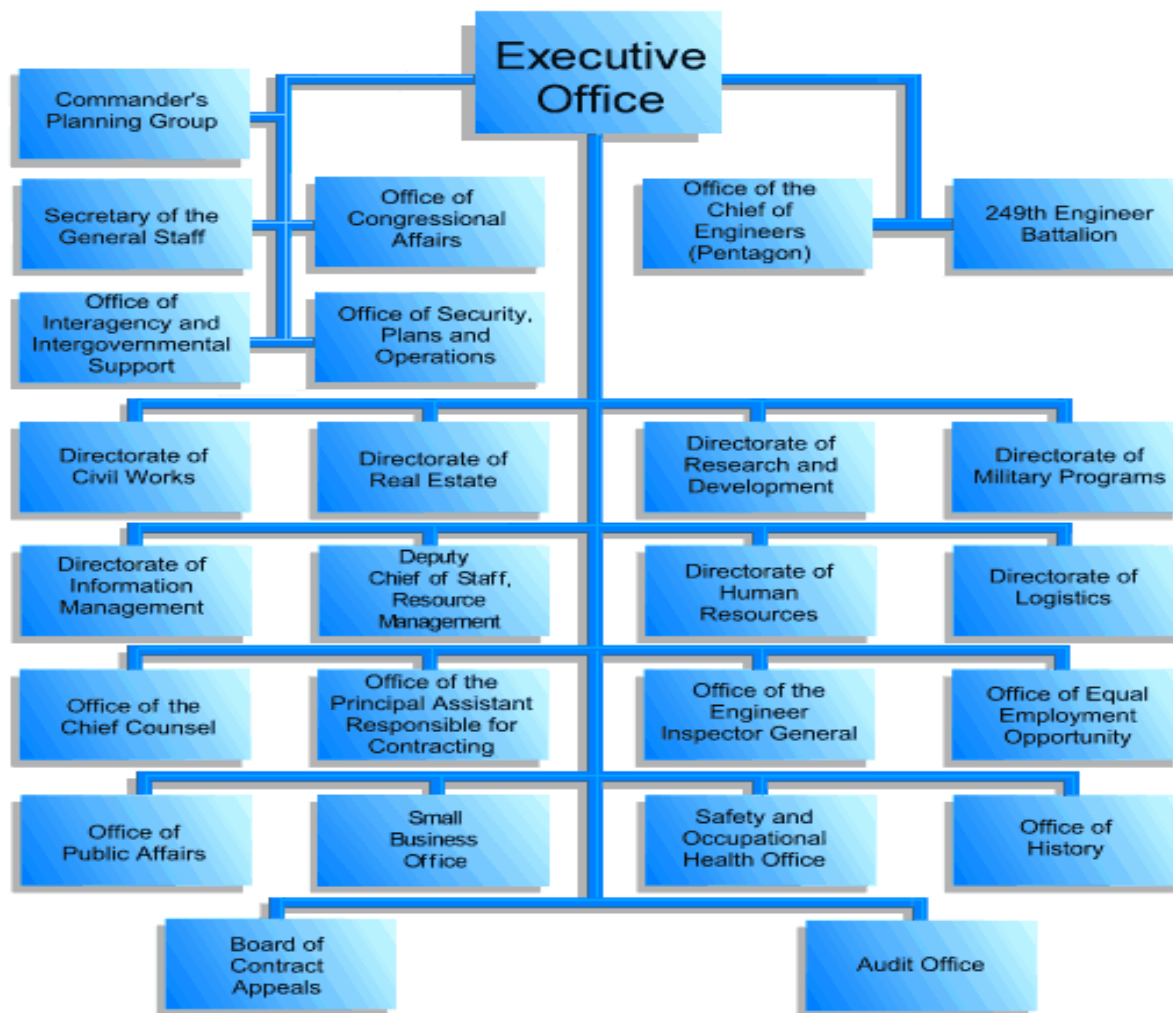 Executive
Office
Commander's
Planning Group
Secretary of the
General Staff
Office of
Congressional
Affairs
Office of the
Chief of
Engineers
(Pentagon)
249th Engineer
Battalion
Office of
Interagency and
Intergovernmental
Support
Office of Security,
Plans and
Operations
Directorate of
Civil Works
Directorate of
Real Estate
Directorate of
Research and
Development
Directorate of
Military Programs
Directorate of
Information
Management
Deputy
Chief of Staff,
Resource
Management
Directorate of
Human
Resources
Directorate of
Logistics
Office of the
Chief Counsel
Office of the
Principal Assistant
Responsible for
Contracting
Office of the
Engineer
Inspector General
Office of Equal
Employment
Opportunity
Office of
Public Affairs
Small
Business
Office
Safety and
Occupational
Health Office
Office of
History
Board of
Contract
Appeals
Audit Office